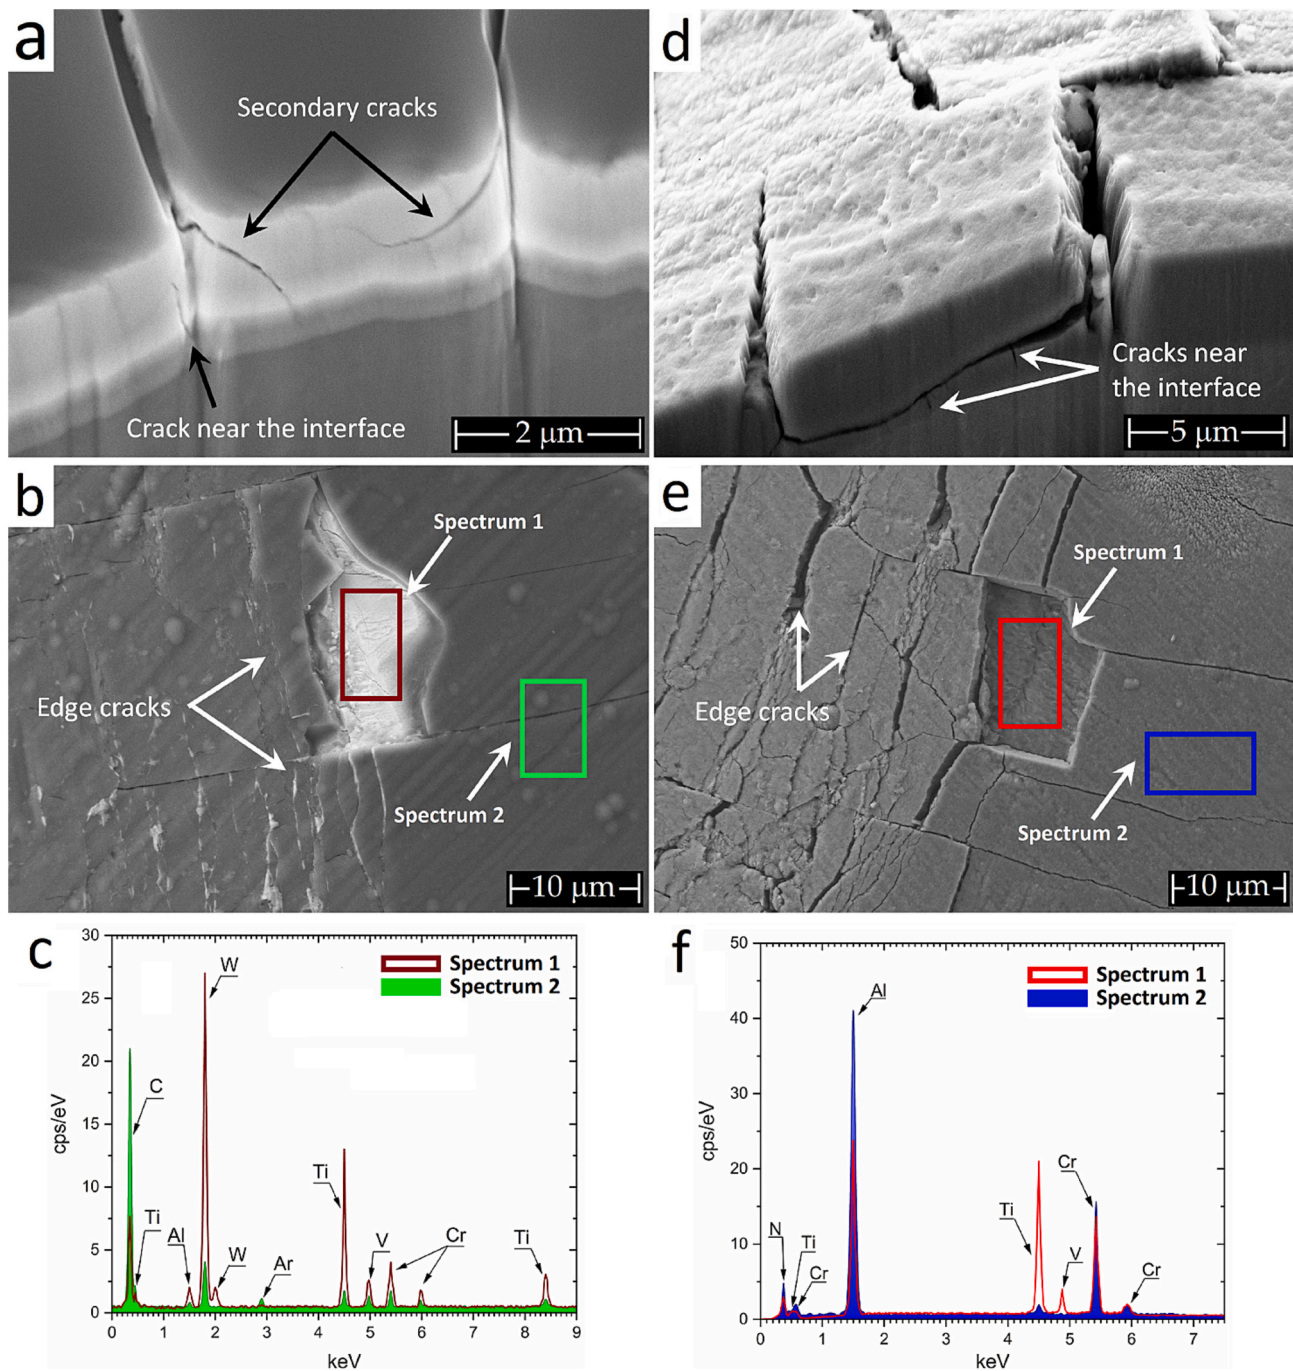 a
Secondary cracks
Crack near the interface
2 µm
d
Cracks near
the interface
5 µm
b
Spectrum 1
Edge cracks
Spectrum 2
10 µm
e
Spectrum 1
Edge cracks
Spectrum 2
10 µm
c
30
25
20
15
10
5
0
cps/eV
Spectrum 1
Spectrum 2
W
C
Ti
Al
W
Ar
Ti
V
Cr
Ti
0 1 2 3 4 5 6 7 8 9
keV
f
50
40
30
20
10
0
cps/eV
Spectrum 1
Spectrum 2
Al
N
Ti
Cr
Ti
V
Cr
Cr
0 1 2 3 4 5 6 7
keV